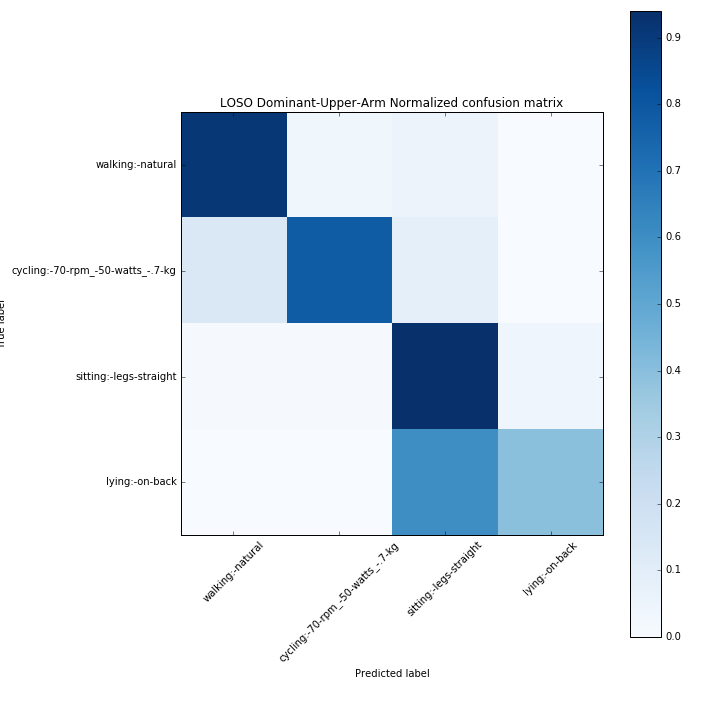 LOSO Dominant-Upper-Arm Normalized confusion matrix
walking:-natural
cycling:-70-rpm_-50-watts_-.7-kg
sitting:-legs-straight
lying:-on-back
label
walking:-natural
cycling:-70-rpm_-50-watts_-.7-kg
sitting:-legs-straight
lying:-on-back
Predicted label
0.9
0.8
0.7
0.6
0.5
0.4
0.3
0.2
0.1
0.0